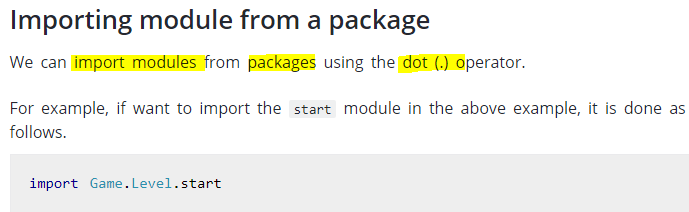 Importing module from a package
We can import modules from packages using the dot (.) operator.
For example, if want to import the start module in the above example, it is done as
follows.
import Game.Level.start